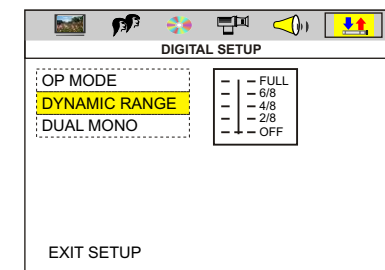 DIGITAL SETUP
OP MODE
DYNAMIC RANGE
DUAL MONO
FULL
6/8
4/8
2/8
OFF
EXIT SETUP